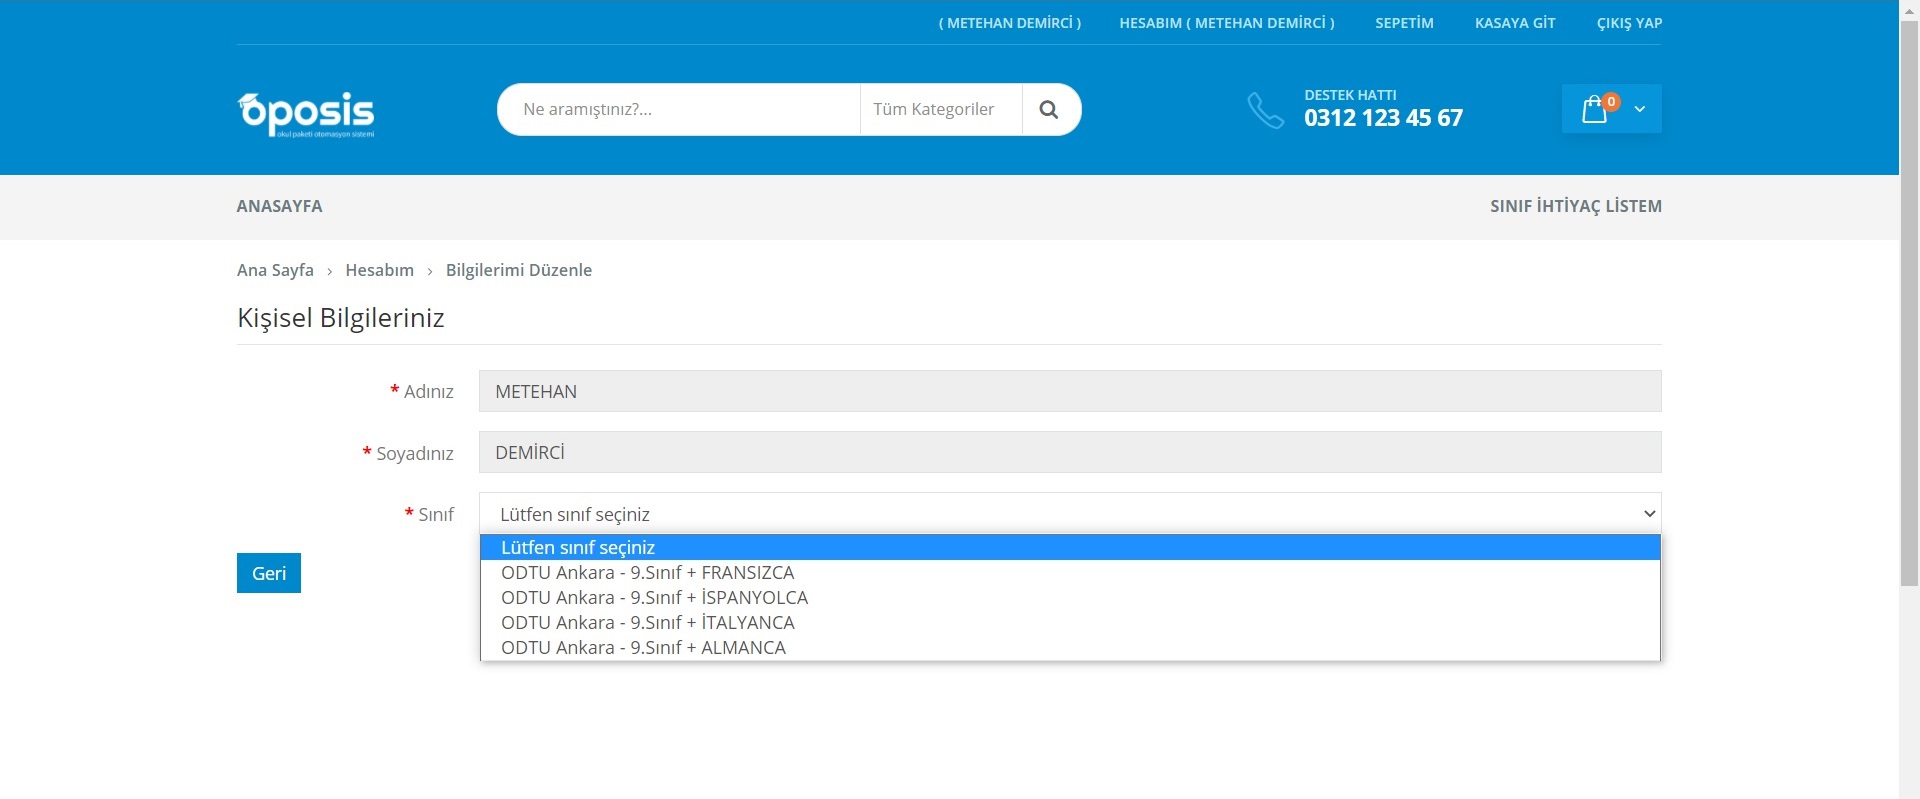 ( METEHAN DEMİRCİ ) HESABIM ( METEHAN DEMİRCİ ) SEPETİM KASAYA GİT ÇIKIŞ YAP
oposis
okul paketi otomasyon sistemi
Ne aramıştınız?... Tüm Kategoriler
DESTEK HATTI
0312 123 45 67
0
ANASAYFA SINIF İHTİYAÇ LİSTEM
Ana Sayfa › Hesabım › Bilgilerimi Düzenle
Kişisel Bilgileriniz
* Adınız METEHAN
* Soyadınız DEMİRCİ
* Sınıf Lütfen sınıf seçiniz
Lütfen sınıf seçiniz
ODTU Ankara - 9.Sınıf + FRANSIZCA
ODTU Ankara - 9.Sınıf + İSPANYOLCA
ODTU Ankara - 9.Sınıf + İTALYANCA
ODTU Ankara - 9.Sınıf + ALMANCA
Geri